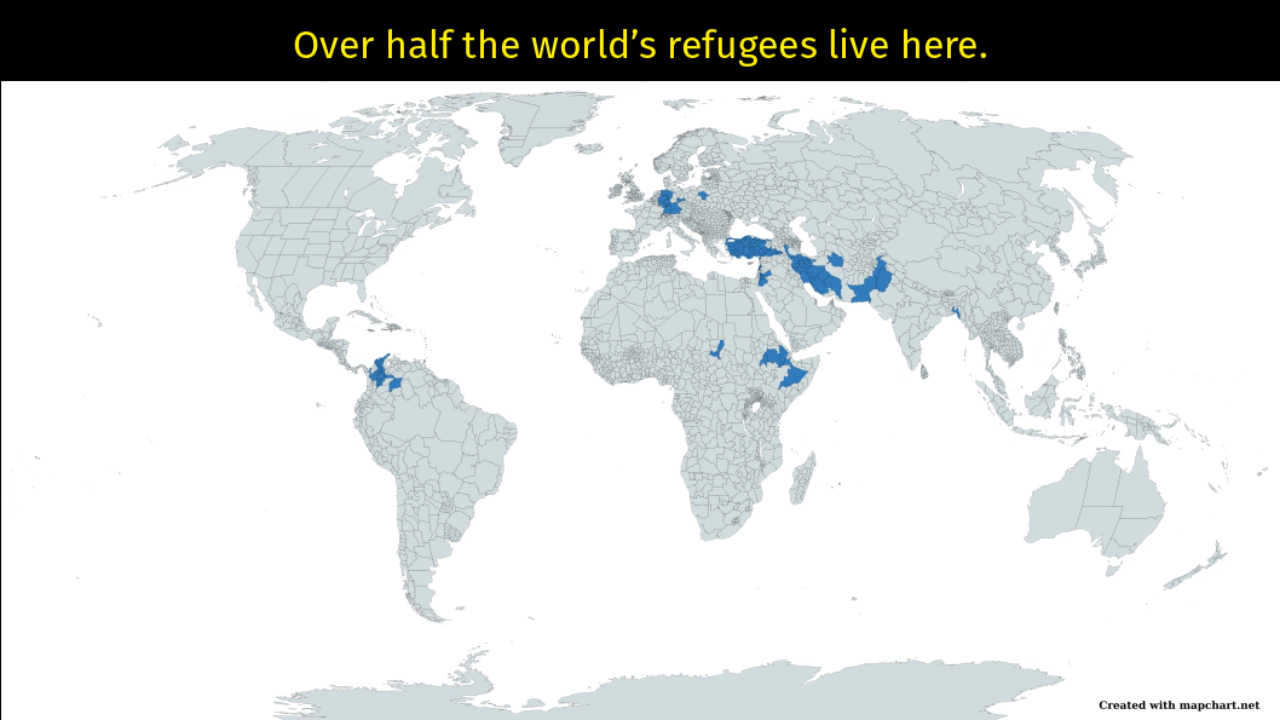 Over half the world’s refugees live here.
Created with mapchart.net